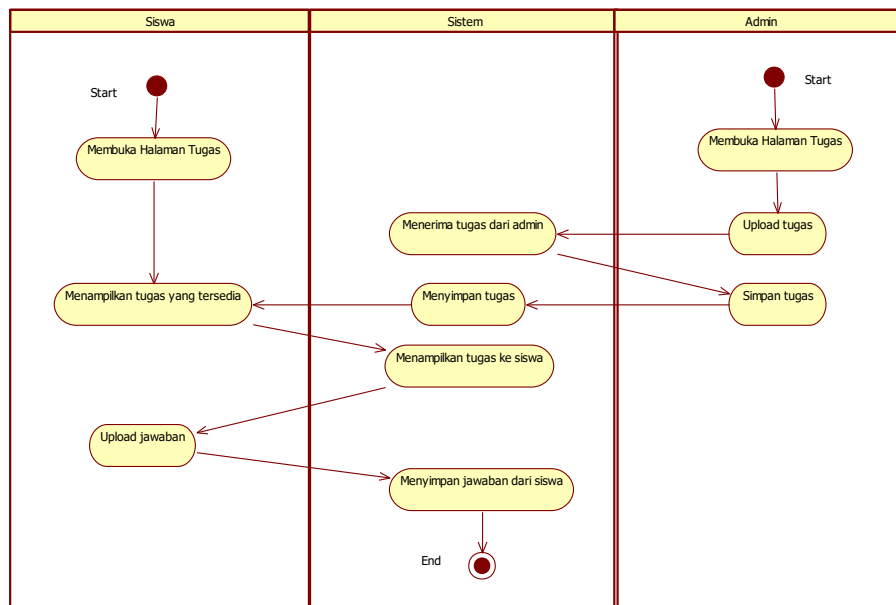 Siswa
Sistem
Admin
Start
Start
Membuka Halaman Tugas
Membuka Halaman Tugas
Menerima tugas dari admin
Upload tugas
Menampilkan tugas yang tersedia
Menyimpan tugas
Simpan tugas
Menampilkan tugas ke siswa
Upload jawaban
Menyimpan jawaban dari siswa
End